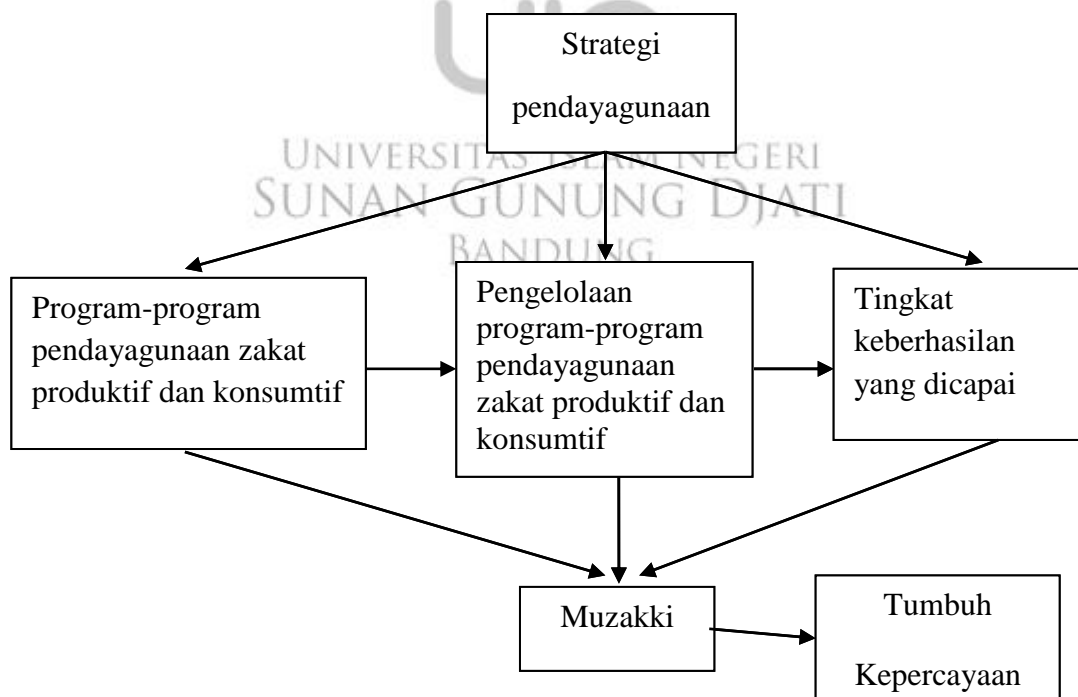 Strategi
pendayagunaan
UNIVERSITAS ISLAM NEGERI
SUNAN GUNUNG DJATI
BANDUNG
Program-program
pendayagunaan zakat
produktif dan konsumtif
Pengelolaan
program-program
pendayagunaan
zakat produktif dan
konsumtif
Tingkat
keberhasilan
yang dicapai
Muzakki
Tumbuh
Kepercayaan